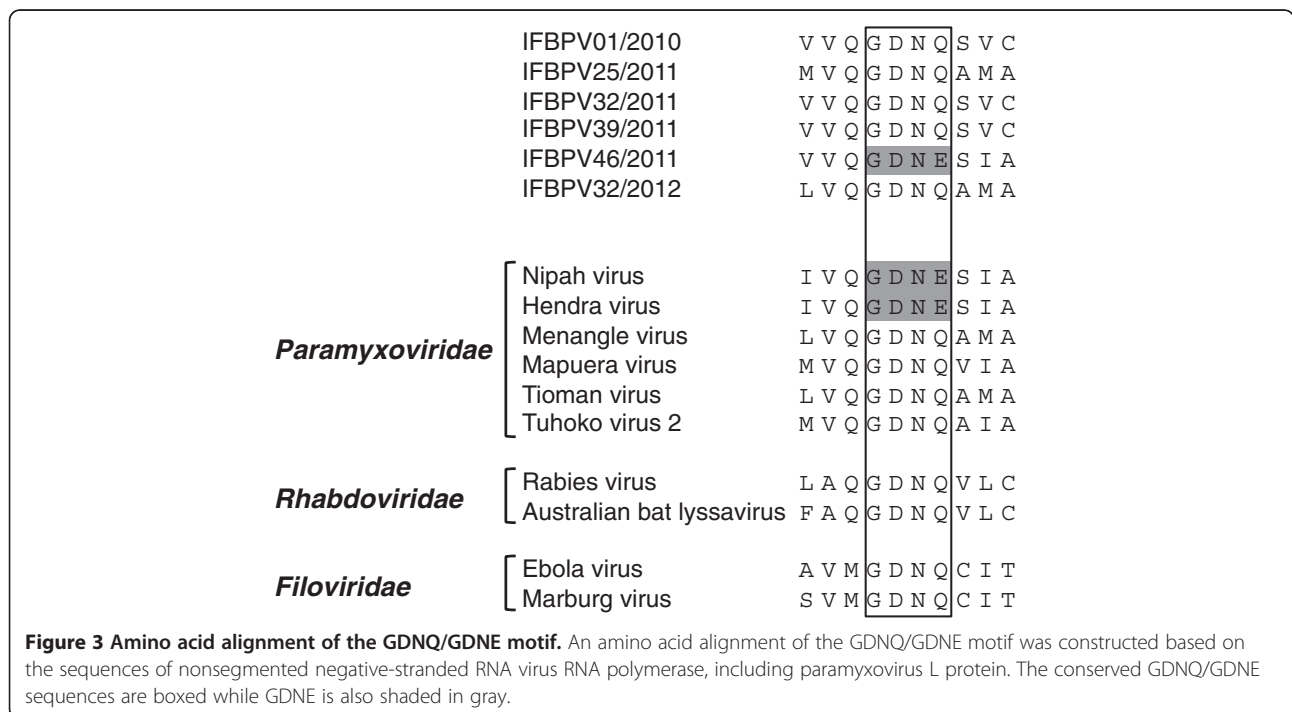 IFBPV01/2010 V V Q G D N Q S V C
IFBPV25/2011 M V Q G D N Q A M A
IFBPV32/2011 V V Q G D N Q S V C
IFBPV39/2011 V V Q G D N Q S V C
IFBPV46/2011 V V Q G D N E S I A
IFBPV32/2012 L V Q G D N Q A M A
Nipah virus I V Q G D N E S I A
Hendra virus I V Q G D N E S I A
Menangle virus L V Q G D N Q A M A
Paramyxoviridae
Mapuera virus M V Q G D N Q V I A
Tioman virus L V Q G D N Q A M A
Tuhoko virus 2 M V Q G D N Q A I A
Rabies virus L A Q G D N Q V L C
Rhabdoviridae
Australian bat lyssavirus F A Q G D N Q V L C
Ebola virus A V M G D N Q C I T
Filoviridae
Marburg virus S V M G D N Q C I T
Figure 3 Amino acid alignment of the GDNQ/GDNE motif. An amino acid alignment of the GDNQ/GDNE motif was constructed based on
the sequences of nonsegmented negative-stranded RNA virus RNA polymerase, including paramyxovirus L protein. The conserved GDNQ/GDNE
sequences are boxed while GDNE is also shaded in gray.